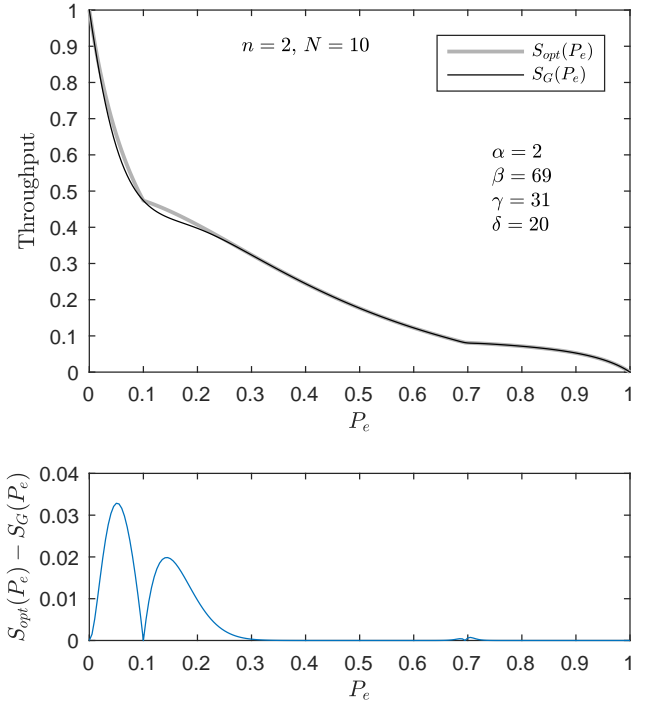 n = 2, N = 10
S_opt(P_e)
S_G(P_e)
α = 2
β = 69
γ = 31
δ = 20
Throughput
1
0.9
0.8
0.7
0.6
0.5
0.4
0.3
0.2
0.1
0
0 0.1 0.2 0.3 0.4 0.5 0.6 0.7 0.8 0.9 1
P_e
S_opt(P_e) − S_G(P_e)
0.04
0.03
0.02
0.01
0
0 0.1 0.2 0.3 0.4 0.5 0.6 0.7 0.8 0.9 1
P_e